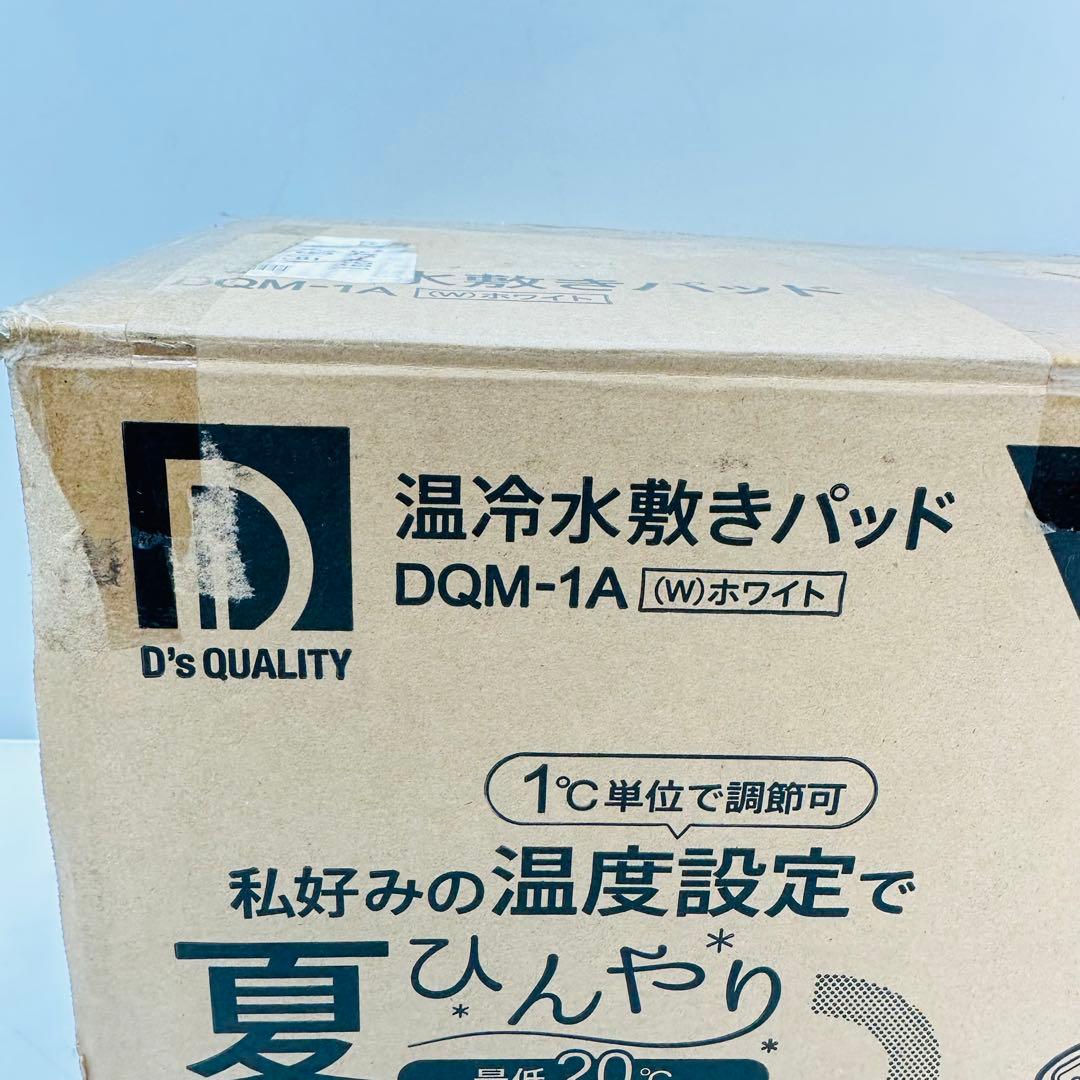 DQM-1A
水敷きパッド
(W)ホワイト
D's QUALITY
温冷水敷きパッド
DQM-1A (W)ホワイト
1℃単位で調節可
私好みの温度設定で
夏ひんやり
最低20℃